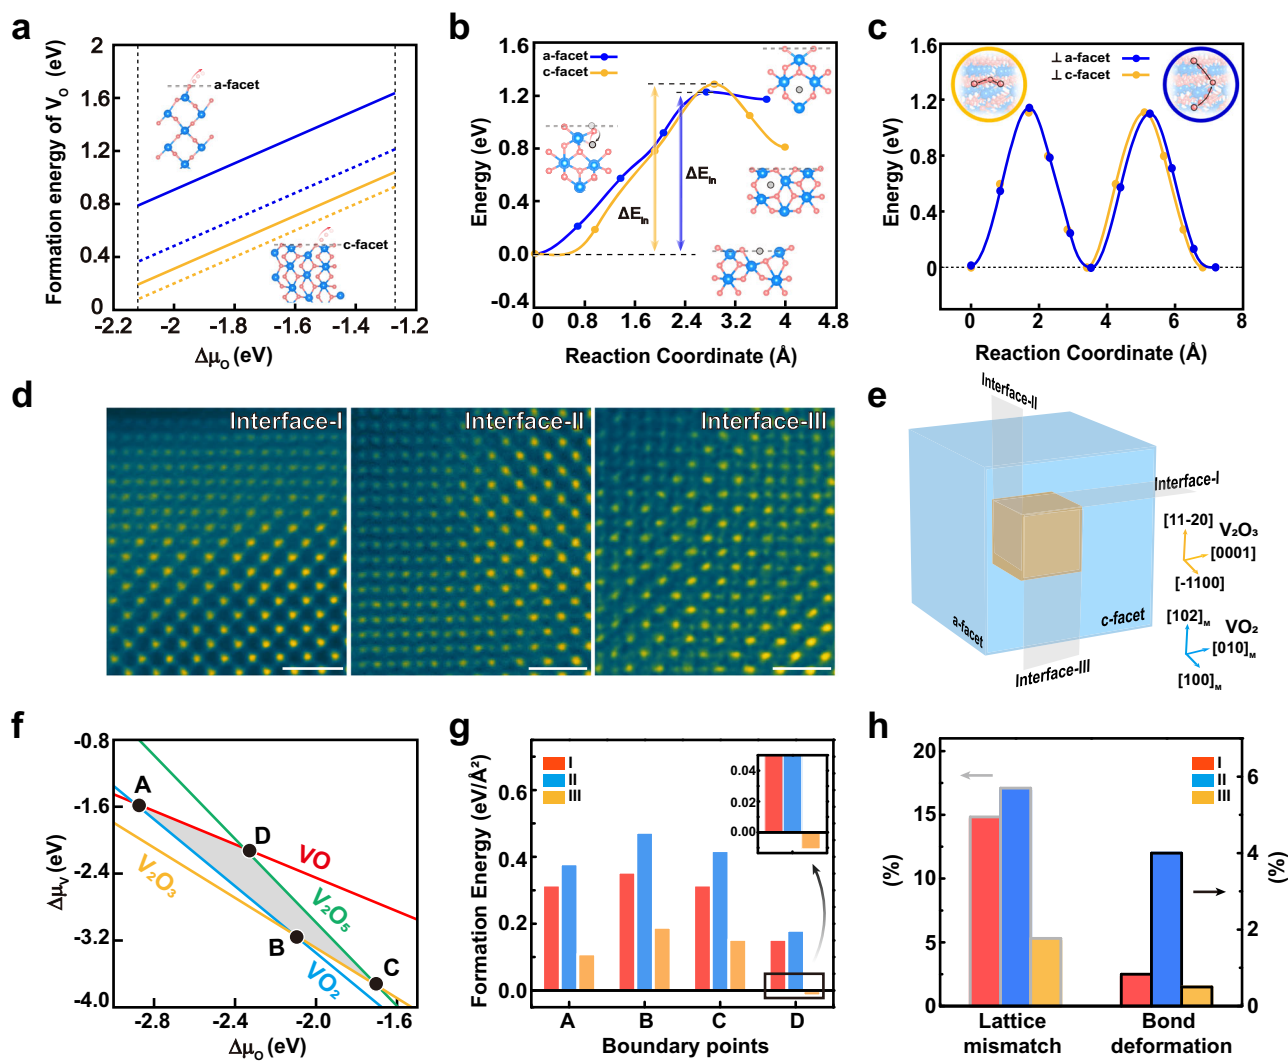 a
Formation energy of V_O (eV)
2
1.6
1.2
0.8
0.4
0
-2.2
-2
-1.8
-1.6
-1.4
-1.2
Δμ_O (eV)
a-facet
c-facet
b
Energy (eV)
1.6
1.2
0.8
0.4
0.0
-0.4
0
0.8
1.6
2.4
3.2
4.0
4.8
Reaction Coordinate (Å)
a-facet
c-facet
ΔE_in
ΔE_in
c
Energy (eV)
1.6
1.2
0.8
0.4
0
0
2
4
6
8
Reaction Coordinate (Å)
⊥ a-facet
⊥ c-facet
d
Interface-I
Interface-II
Interface-III
e
Interface-II
Interface-I
Interface-III
a-facet
c-facet
[11-20]
V₂O₃
[0001]
[-1100]
[102]_M
VO₂
[010]_M
[100]_M
f
Δμ_V (eV)
-0.8
-1.6
-2.4
-3.2
-4.0
-2.8
-2.4
-2.0
-1.6
Δμ_O (eV)
A
D
B
C
VO
V₂O₃
V₂O₅
VO₂
g
Formation Energy (eV/Å²)
0.6
0.4
0.2
0.0
A
B
C
D
Boundary points
I
II
III
0.04
0.02
0.00
h
(%)
20
15
10
5
0
I
II
III
6
4
2
0
(%)
Lattice
mismatch
Bond
deformation